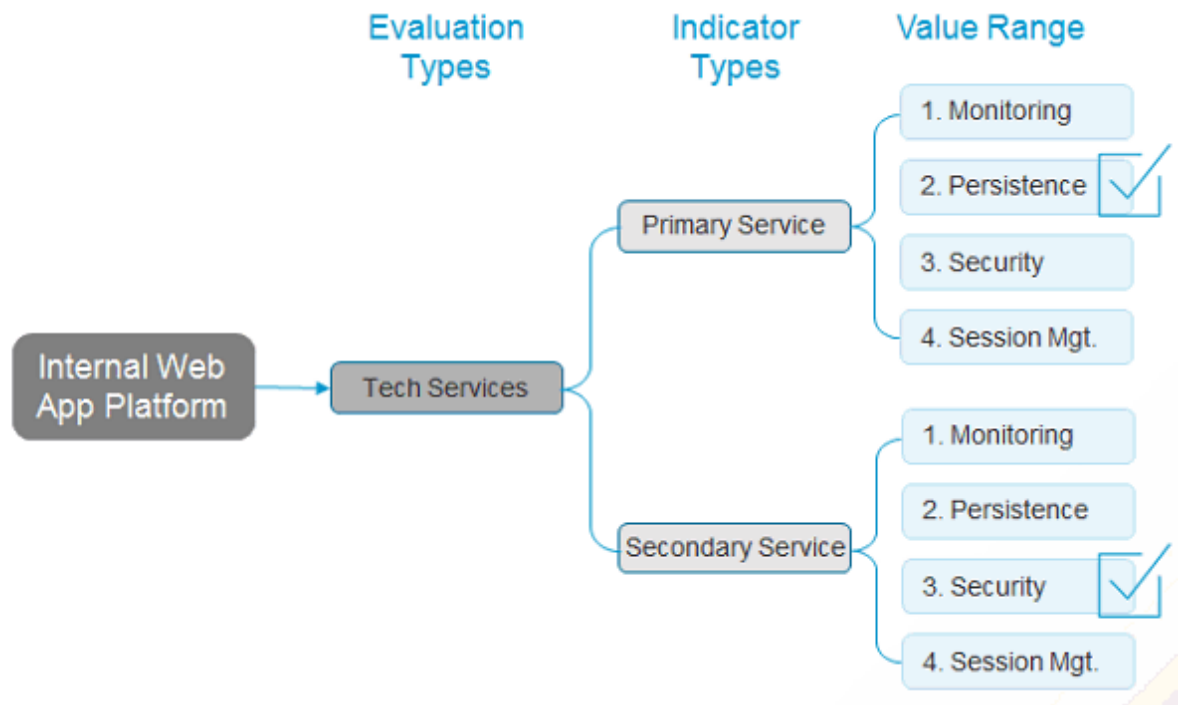 Evaluation
Types
Indicator
Types
Value Range
Internal Web
App Platform
Tech Services
Primary Service
1. Monitoring
2. Persistence
3. Security
4. Session Mgt.
Secondary Service
1. Monitoring
2. Persistence
3. Security
4. Session Mgt.